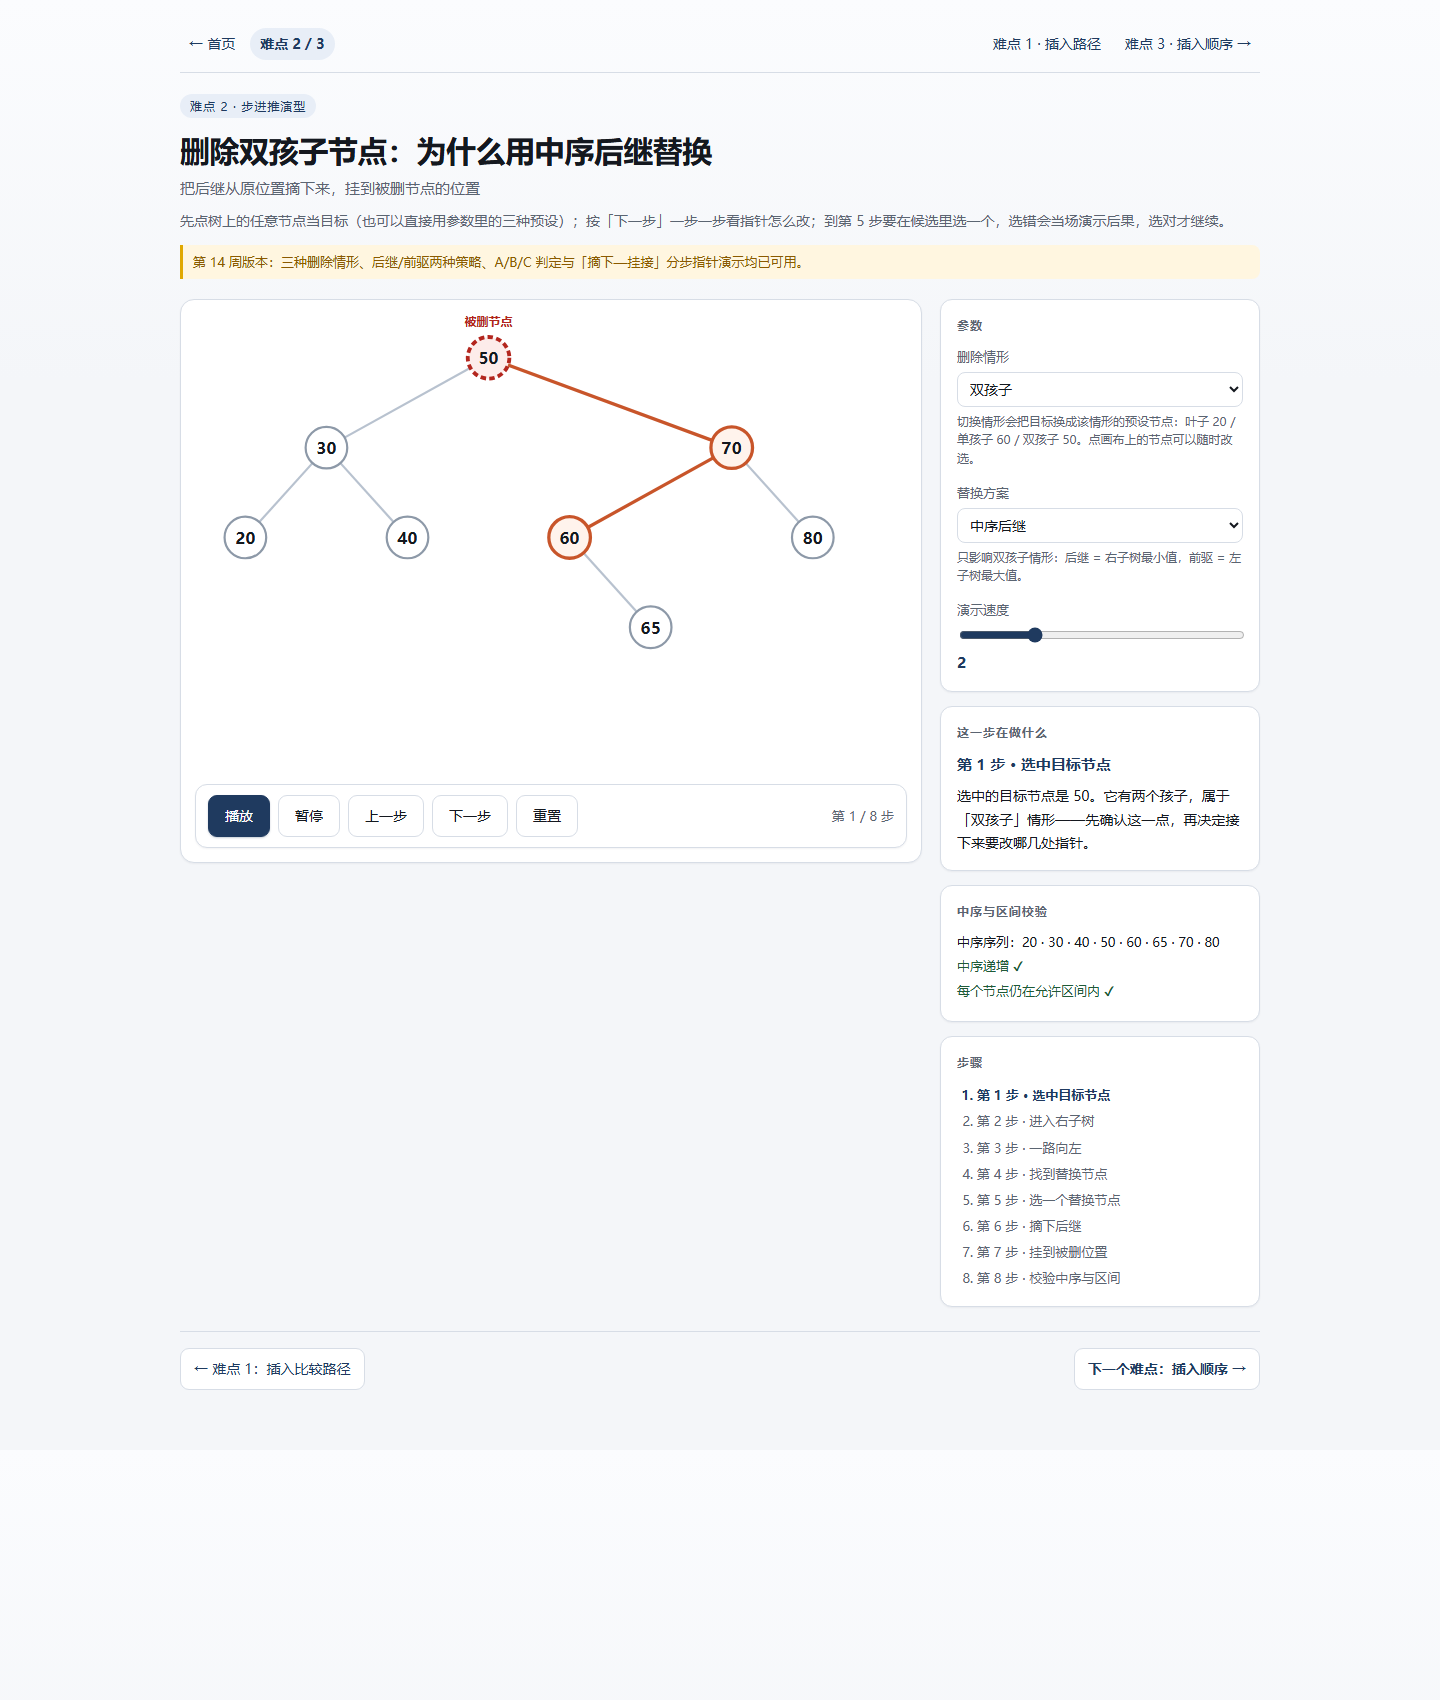 ← 首页
难点 2 / 3
难点 1 · 插入路径
难点 3 · 插入顺序 →
难点 2 · 步进推演型
删除双孩子节点：为什么用中序后继替换
把后继从原位置摘下来，挂到被删节点的位置
先点树上的任意节点当目标（也可以直接用参数里的三种预设）；按「下一步」一步一步看指针怎么改；到第 5 步要在候选里选一个，选错会当场演示后果，选对才继续。
第 14 周版本：三种删除情形、后继/前驱两种策略、A/B/C 判定与「摘下—挂接」分步指针演示均已可用。
被删节点
50
30
70
20
40
60
80
65
播放
暂停
上一步
下一步
重置
第 1 / 8 步
参数
删除情形
双孩子
切换情形会把目标换成该情形的预设节点：叶子 20 /
单孩子 60 / 双孩子 50。点画布上的节点可以随时改
选。
替换方案
中序后继
只影响双孩子情形：后继 = 右子树最小值，前驱 = 左
子树最大值。
演示速度
2
这一步在做什么
第 1 步 • 选中目标节点
选中的目标节点是 50。它有两个孩子，属于
「双孩子」情形——先确认这一点，再决定接
下来要改哪几处指针。
中序与区间校验
中序序列：20 · 30 · 40 · 50 · 60 · 65 · 70 · 80
中序递增 ✓
每个节点仍在允许区间内 ✓
步骤
1. 第 1 步 • 选中目标节点
2. 第 2 步 · 进入右子树
3. 第 3 步 · 一路向左
4. 第 4 步 · 找到替换节点
5. 第 5 步 · 选一个替换节点
6. 第 6 步 · 摘下后继
7. 第 7 步 · 挂到被删位置
8. 第 8 步 · 校验中序与区间
← 难点 1：插入比较路径
下一个难点：插入顺序 →